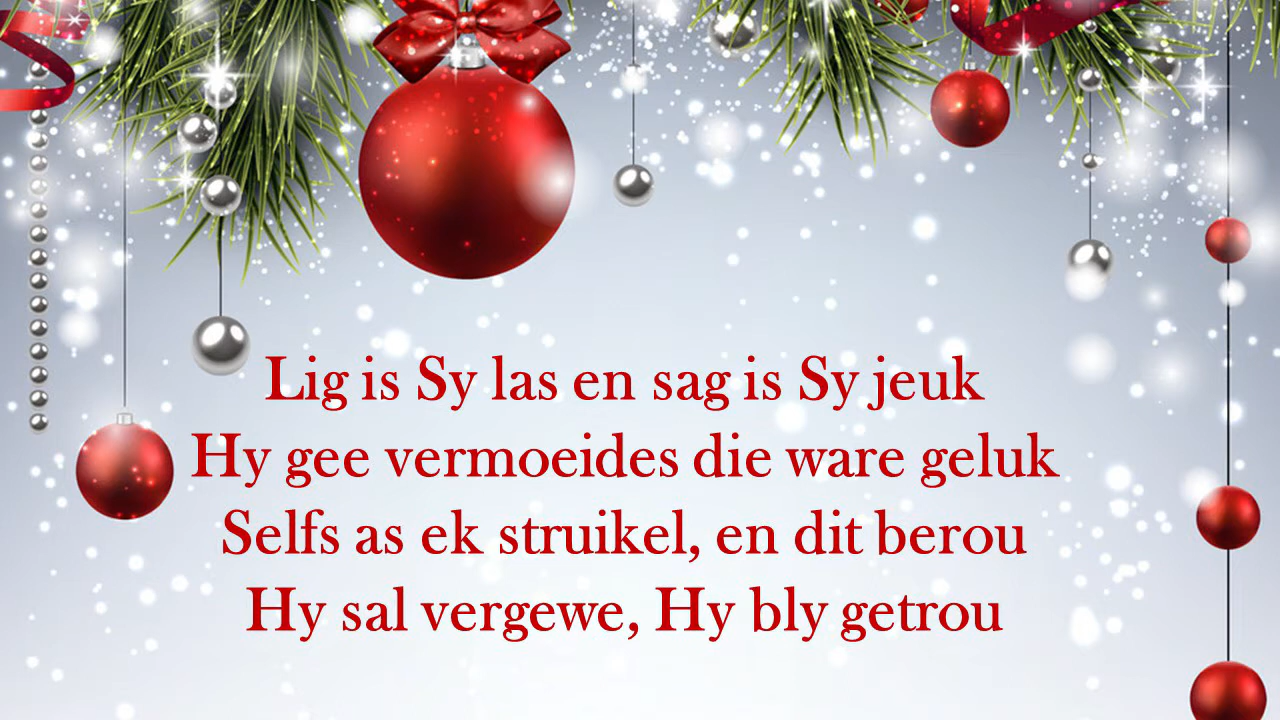 Lig is Sy las en sag is Sy jeuk
Hy gee vermoeides die ware geluk
Selfs as ek struikel, en dit berou
Hy sal vergewe, Hy bly getrou